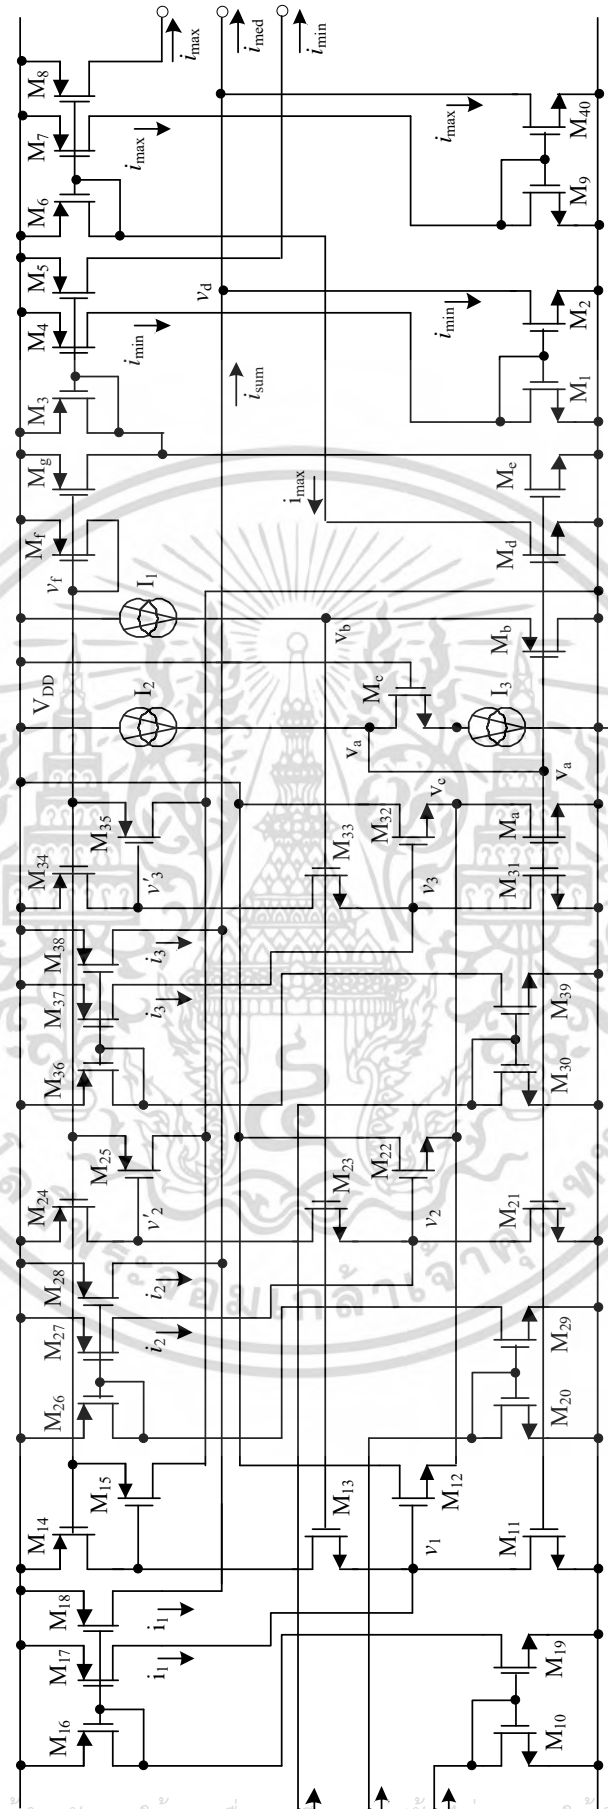 M8
M7
M6
M5
M4
M3
Mg
Mf
vf
VDD
I1
I2
imax
imed
imin
imax
imin
vd
isum
imax
imax
M40
M9
imin
M2
M1
Me
Md
Mb
vb
Mc
I3
va
va
vc
M35
M34
v'3
M33
M32
v3
Ma
M31
M38
M37
M36
i3
i3
M39
M30
M25
M24
v'2
M23
M22
v2
M21
M28
M27
M26
i2
i2
M29
M20
M15
M14
M13
M12
v1
M11
M18
M17
M16
i1
i1
M19
M10